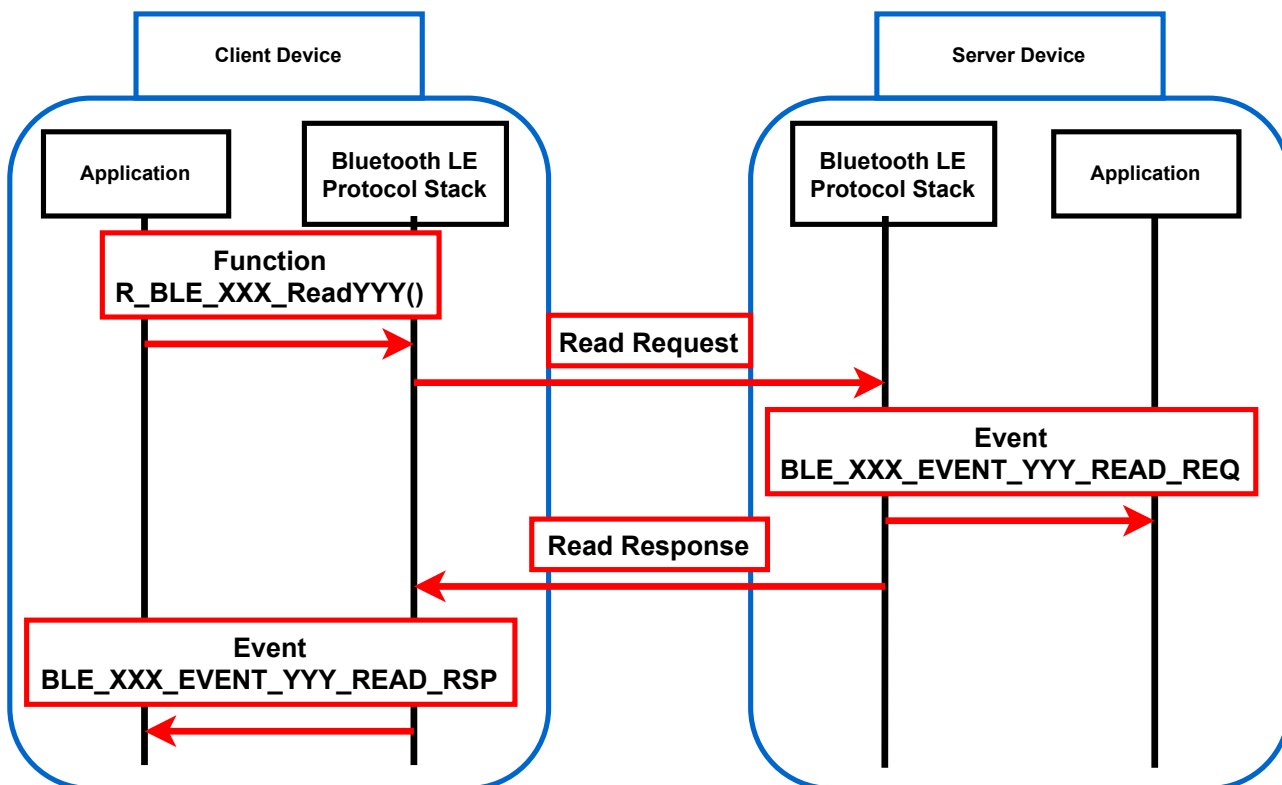 Client Device
Server Device
Application
Bluetooth LE
Protocol Stack
Bluetooth LE
Protocol Stack
Application
Function
R_BLE_XXX_ReadYYY()
Read Request
Event
BLE_XXX_EVENT_YYY_READ_REQ
Read Response
Event
BLE_XXX_EVENT_YYY_READ_RSP